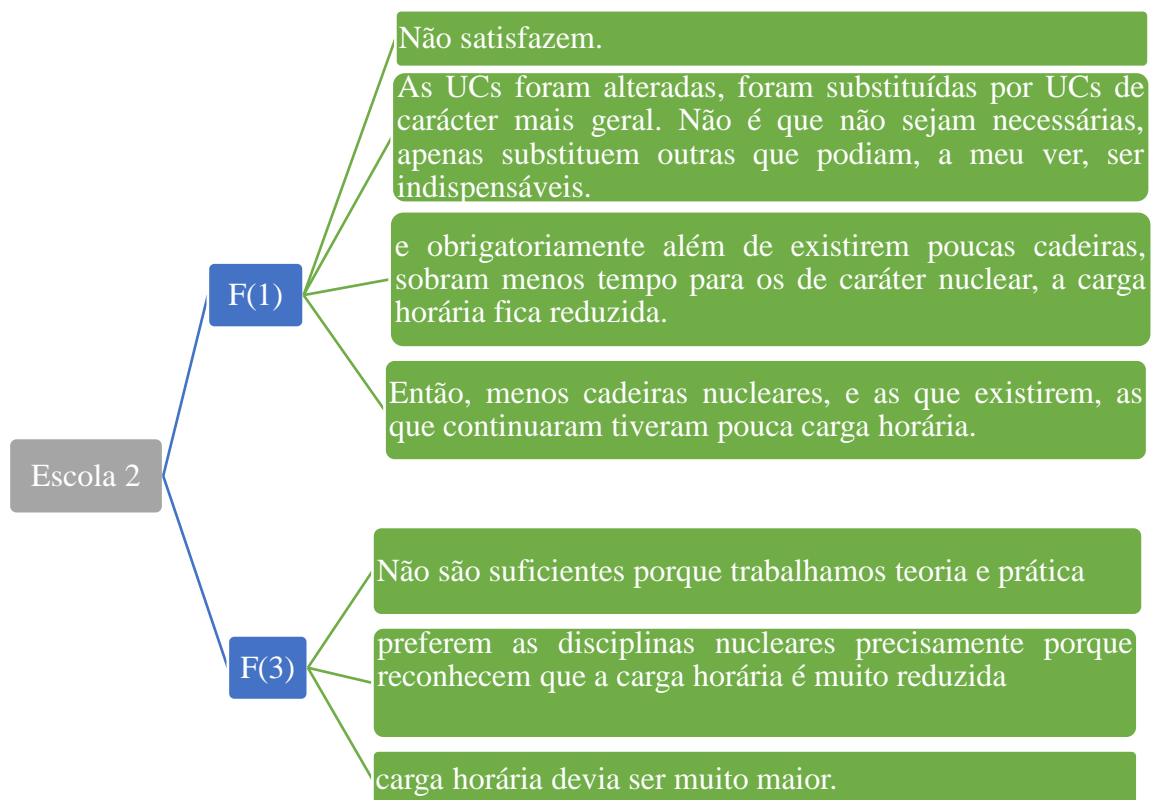 Não satisfazem.
As UCs foram alteradas, foram substituídas por UCs de
carácter mais geral. Não é que não sejam necessárias,
apenas substituem outras que podiam, a meu ver, ser
indispensáveis.
F(1)
e obrigatoriamente além de existirem poucas cadeiras,
sobram menos tempo para os de caráter nuclear, a carga
horária fica reduzida.
Então, menos cadeiras nucleares, e as que existirem, as
que continuaram tiveram pouca carga horária.
Escola 2
Não são suficientes porque trabalhamos teoria e prática
F(3)
preferem as disciplinas nucleares precisamente porque
reconhecem que a carga horária é muito reduzida
carga horária devia ser muito maior.